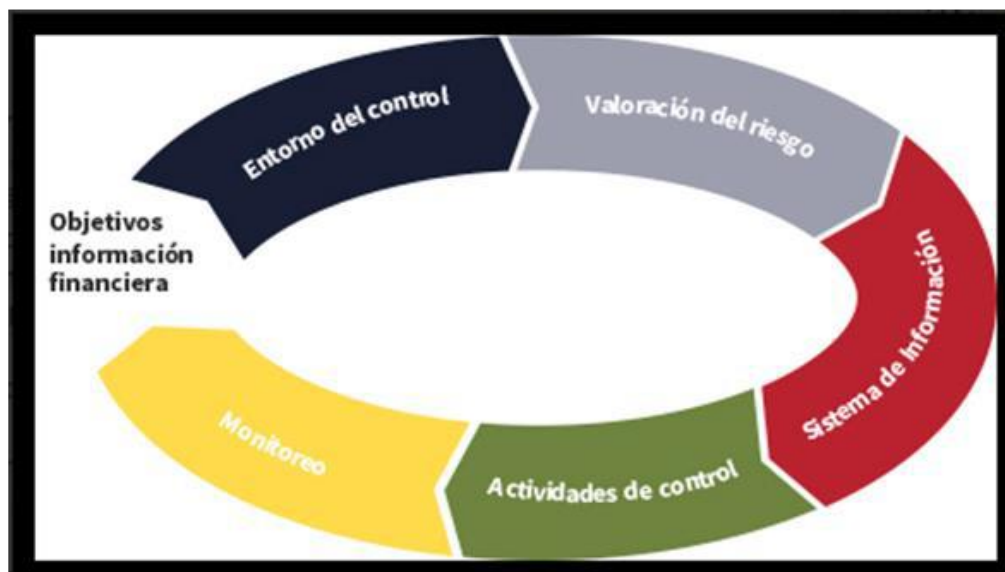 Entorno del control
Valoración del riesgo
Objetivos
información
financiera
Sistema de Información
Actividades de control
Monitoreo